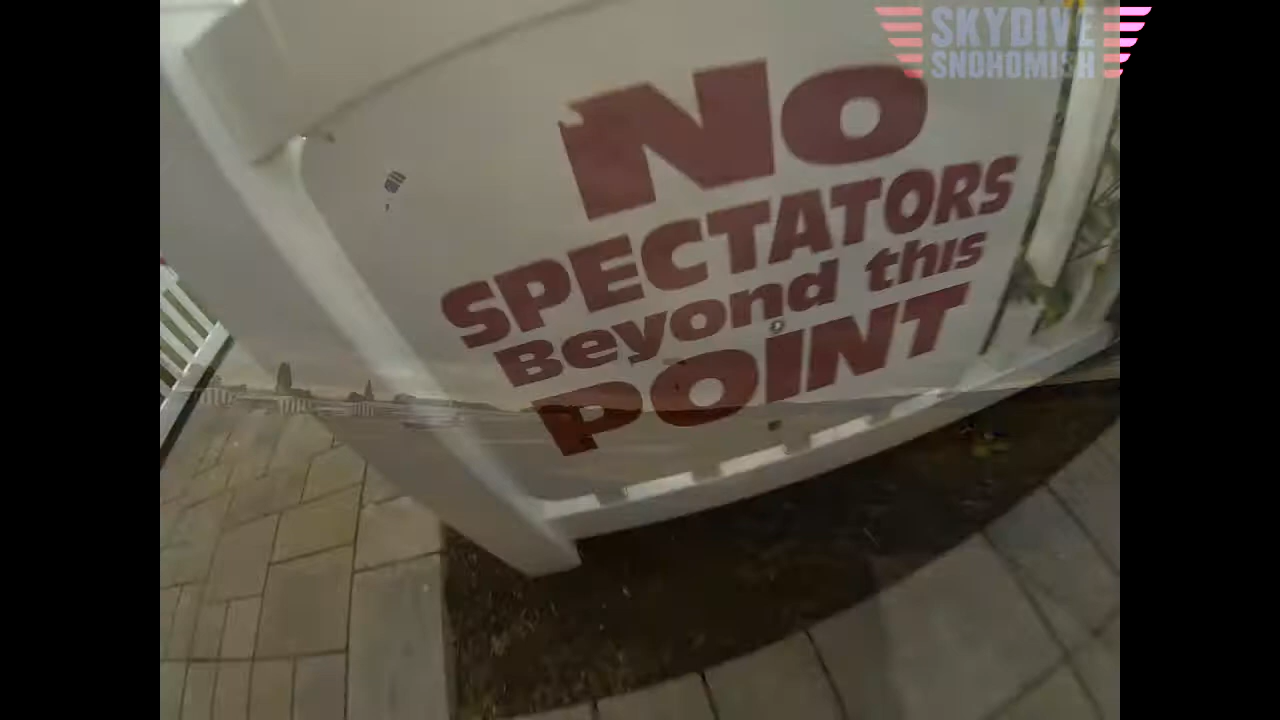 SKYDIVE
SNOHOMISH
NO
SPECTATORS
Beyond this
POINT